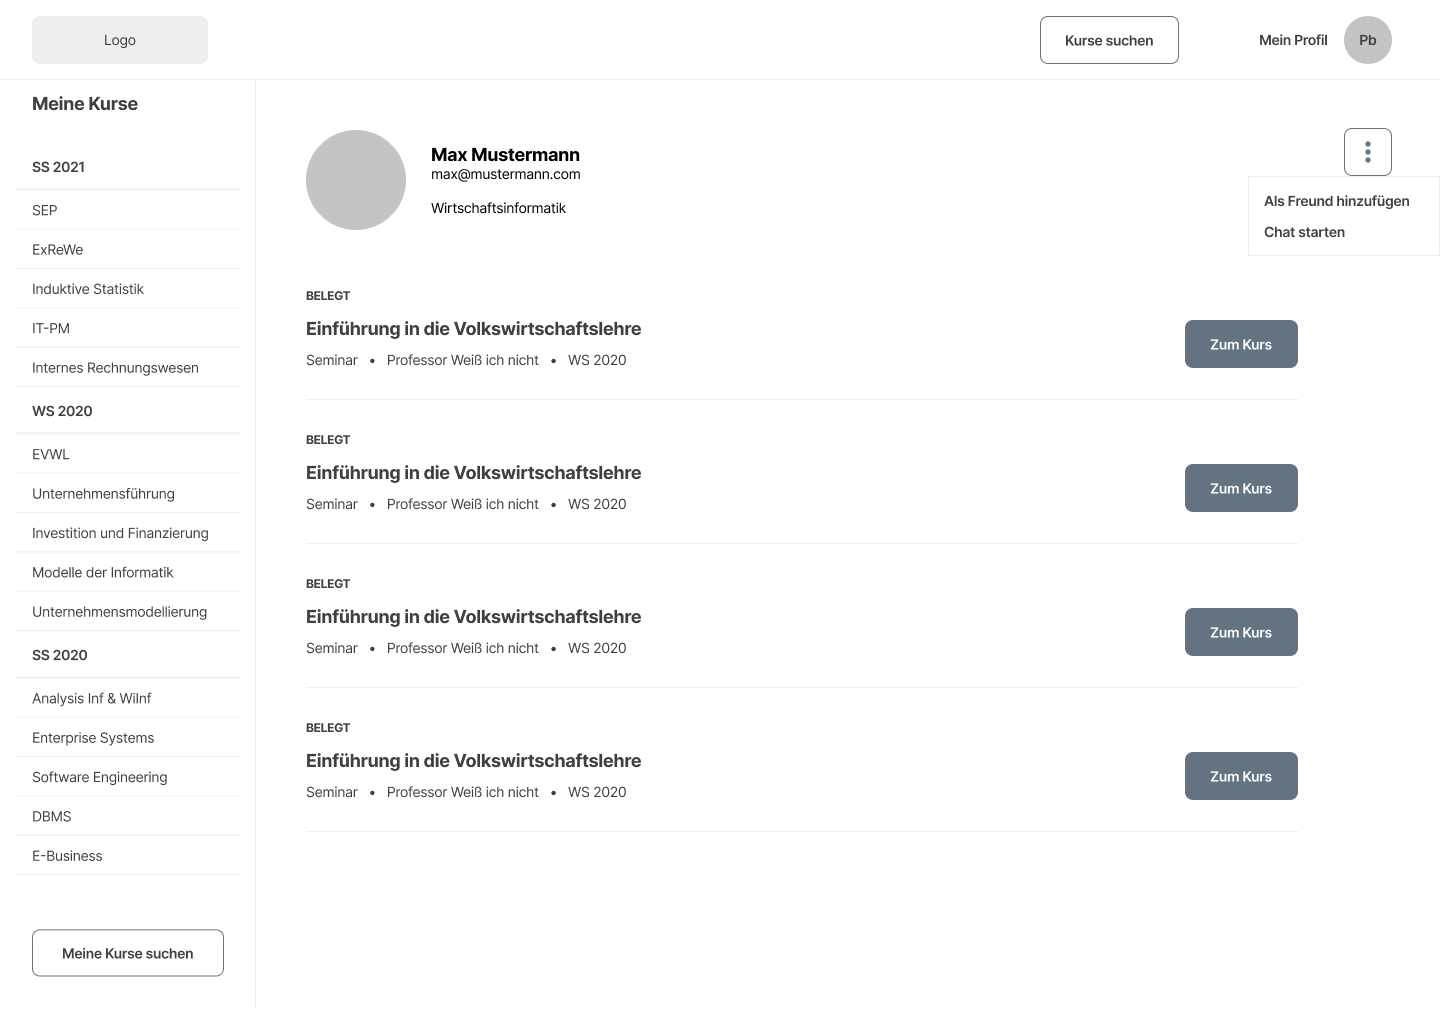 Logo
Kurse suchen
Mein Profil
Pb
Meine Kurse
SS 2021
SEP
ExReWe
Induktive Statistik
IT-PM
Internes Rechnungswesen
WS 2020
EVWL
Unternehmensführung
Investition und Finanzierung
Modelle der Informatik
Unternehmensmodellierung
SS 2020
Analysis Inf & WiInf
Enterprise Systems
Software Engineering
DBMS
E-Business
Meine Kurse suchen
Max Mustermann
max@mustermann.com
Wirtschaftsinformatik
Als Freund hinzufügen
Chat starten
BELEGT
Einführung in die Volkswirtschaftslehre
Seminar • Professor Weiß ich nicht • WS 2020
Zum Kurs
BELEGT
Einführung in die Volkswirtschaftslehre
Seminar • Professor Weiß ich nicht • WS 2020
Zum Kurs
BELEGT
Einführung in die Volkswirtschaftslehre
Seminar • Professor Weiß ich nicht • WS 2020
Zum Kurs
BELEGT
Einführung in die Volkswirtschaftslehre
Seminar • Professor Weiß ich nicht • WS 2020
Zum Kurs